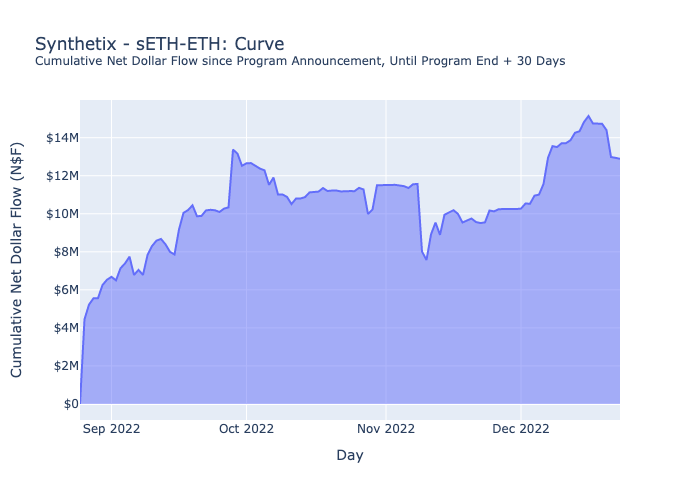 Synthetix - sETH-ETH: Curve
Cumulative Net Dollar Flow since Program Announcement, Until Program End + 30 Days
Cumulative Net Dollar Flow (N$F)
$14M
$12M
$10M
$8M
$6M
$4M
$2M
$0
Sep 2022 Oct 2022 Nov 2022 Dec 2022
Day